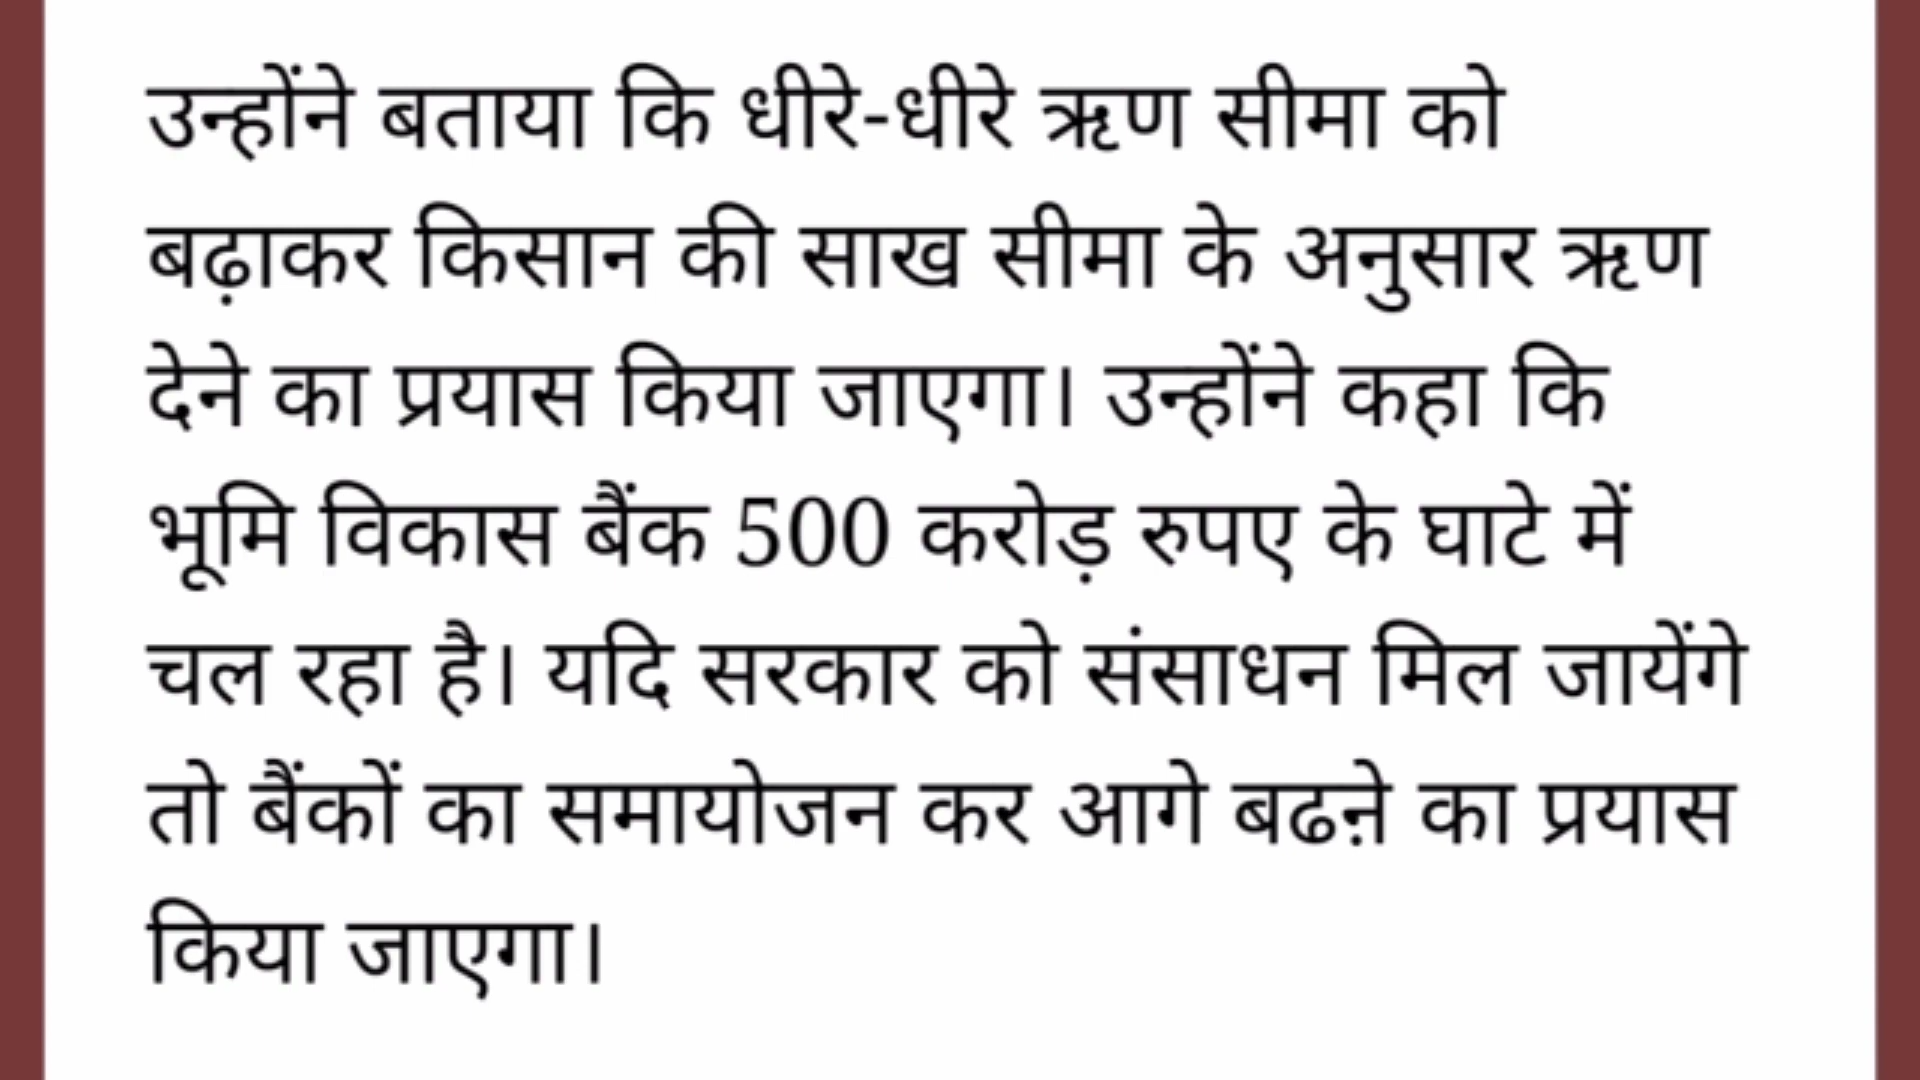 उन्होंने बताया कि धीरे-धीरे ऋण सीमा को
बढ़ाकर किसान की साख सीमा के अनुसार ऋण
देने का प्रयास किया जाएगा। उन्होंने कहा कि
भूमि विकास बैंक 500 करोड़ रुपए के घाटे में
चल रहा है। यदि सरकार को संसाधन मिल जायेंगे
तो बैंकों का समायोजन कर आगे बढऩे का प्रयास
किया जाएगा।